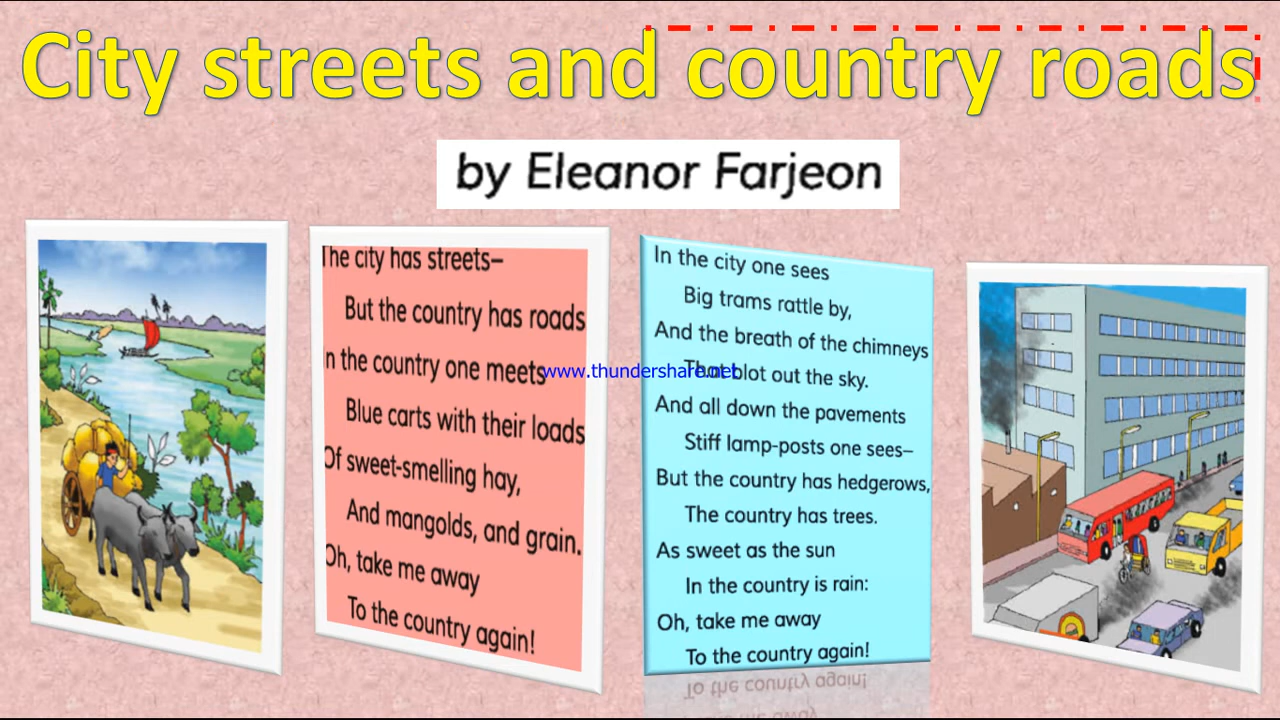 City streets and country roads
by Eleanor Farjeon
The city has streets–
But the country has roads
In the country one meets
Blue carts with their loads
Of sweet-smelling hay,
And mangolds, and grain.
Oh, take me away
To the country again!
www.thundershare.net
In the city one sees
Big trams rattle by,
And the breath of the chimneys
That blot out the sky.
And all down the pavements
Stiff lamp-posts one sees–
But the country has hedgerows,
The country has trees.
As sweet as the sun
In the country is rain:
Oh, take me away
To the country again!